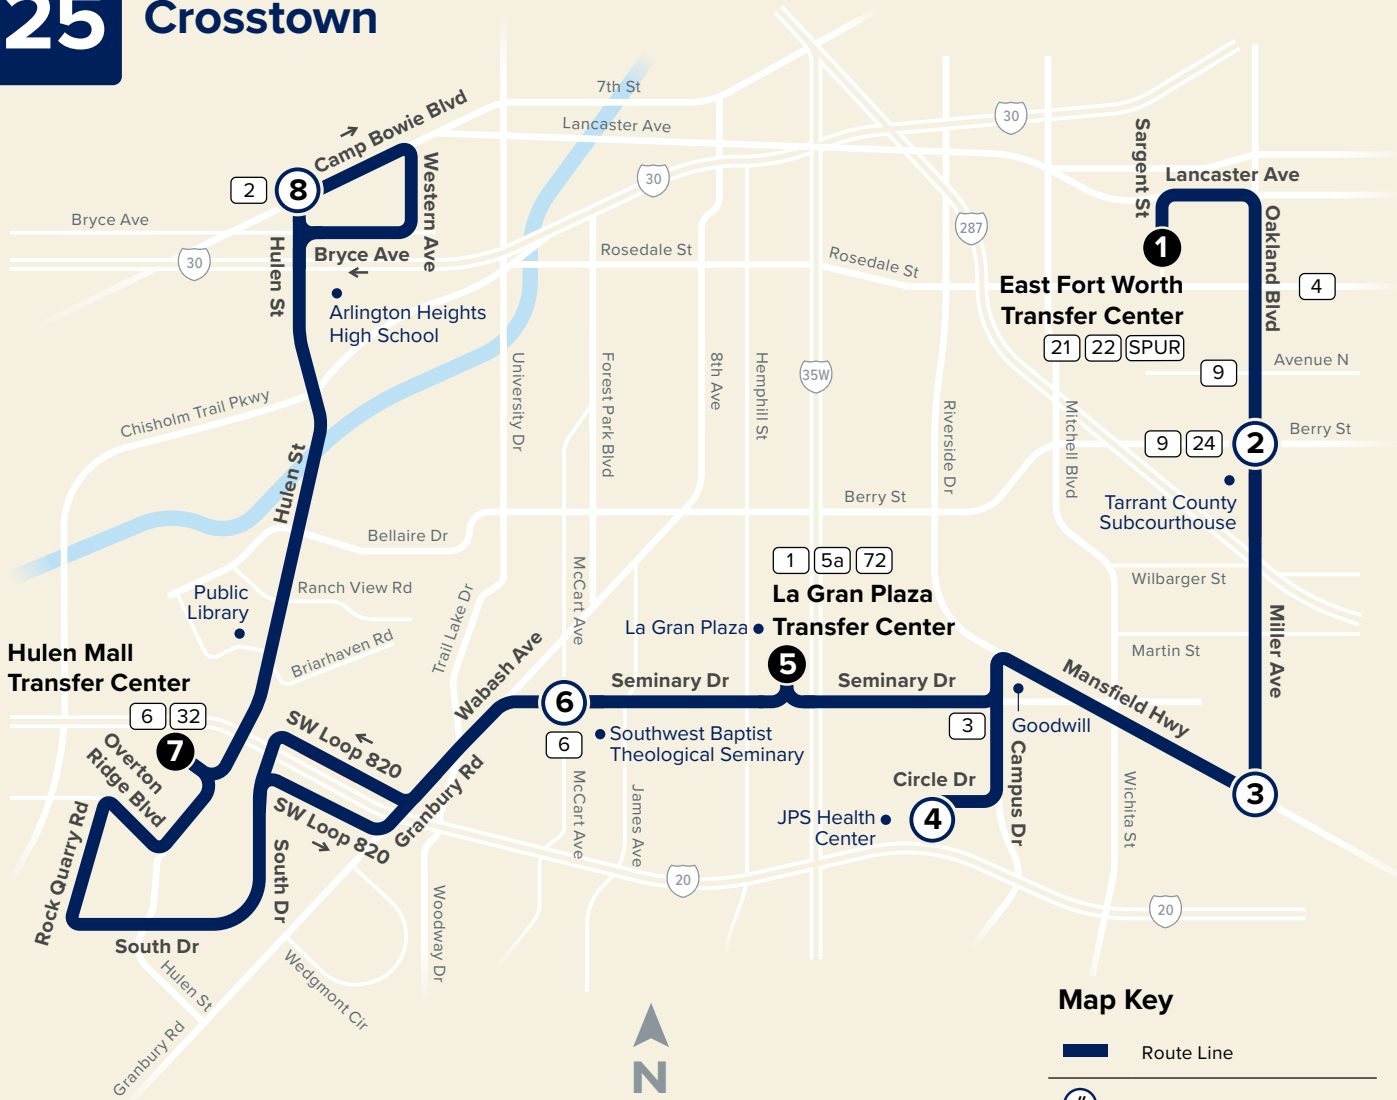 25
Crosstown
7th St
Lancaster Ave
30
30
Camp Bowie Blvd
Western Ave
8
2
Bryce Ave
30
Hulen St
Bryce Ave
Arlington Heights
High School
Rosedale St
Rosedale St
287
Sargent St
Lancaster Ave
1
Oakland Blvd
East Fort Worth
Transfer Center
21
22
SPUR
4
Avenue N
9
Chisholm Trail Pkwy
University Dr
Forest Park Blvd
8th Ave
Hemphill St
35W
Riverside Dr
Mitchell Blvd
Berry St
9
24
2
Tarrant County
Subcourthouse
Hulen St
Berry St
Bellaire Dr
Ranch View Rd
Public
Library
Briarhaven Rd
Trail Lake Dr
McCart Ave
1
5a
72
La Gran Plaza
Transfer Center
La Gran Plaza
5
Wilbarger St
Martin St
Miller Ave
Hulen Mall
Transfer Center
6
32
7
Overton
Ridge Blvd
SW Loop 820
SW Loop 820
Wabash Ave
Granbury Rd
6
Seminary Dr
Seminary Dr
6
Southwest Baptist
Theological Seminary
Mansfield Hwy
Goodwill
3
Campus Dr
Circle Dr
4
JPS Health
Center
3
Wichita St
McCart Ave
James Ave
20
20
Rock Quarry Rd
South Dr
South Dr
Woodway Dr
Wedgmont Cir
Hulen St
Granbury Rd
N
Map Key
Route Line
#